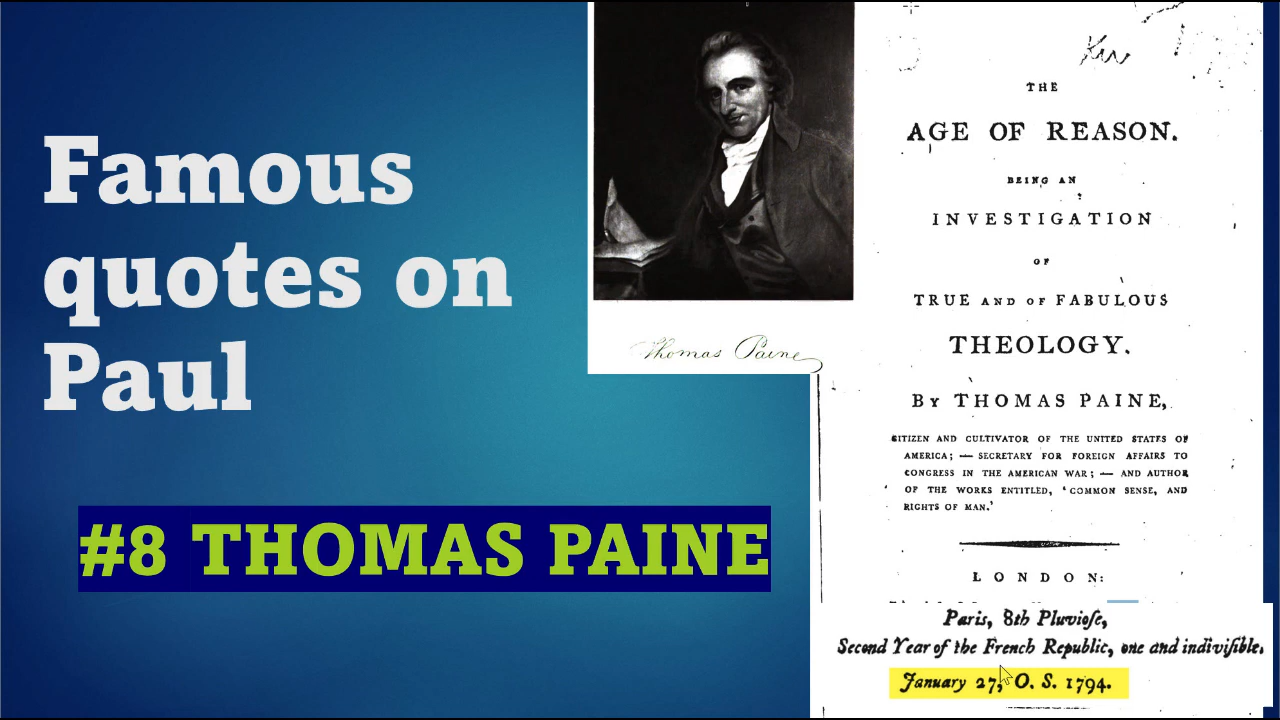 Famous
quotes on
Paul
#8 THOMAS PAINE
Thomas Paine
THE
AGE OF REASON.
BEING AN
INVESTIGATION
OF
TRUE AND OF FABULOUS
THEOLOGY.
BY THOMAS PAINE,
CITIZEN AND CULTIVATOR OF THE UNITED STATES OF
AMERICA; — SECRETARY FOR FOREIGN AFFAIRS TO
CONGRESS IN THE AMERICAN WAR; — AND AUTHOR
OF THE WORKS ENTITLED, ‘COMMON SENSE, AND
RIGHTS OF MAN.’
LONDON:
Paris, 8th Pluvioſe,
Second Year of the French Republic, one and indiviſible.
January 27, O. S. 1794.